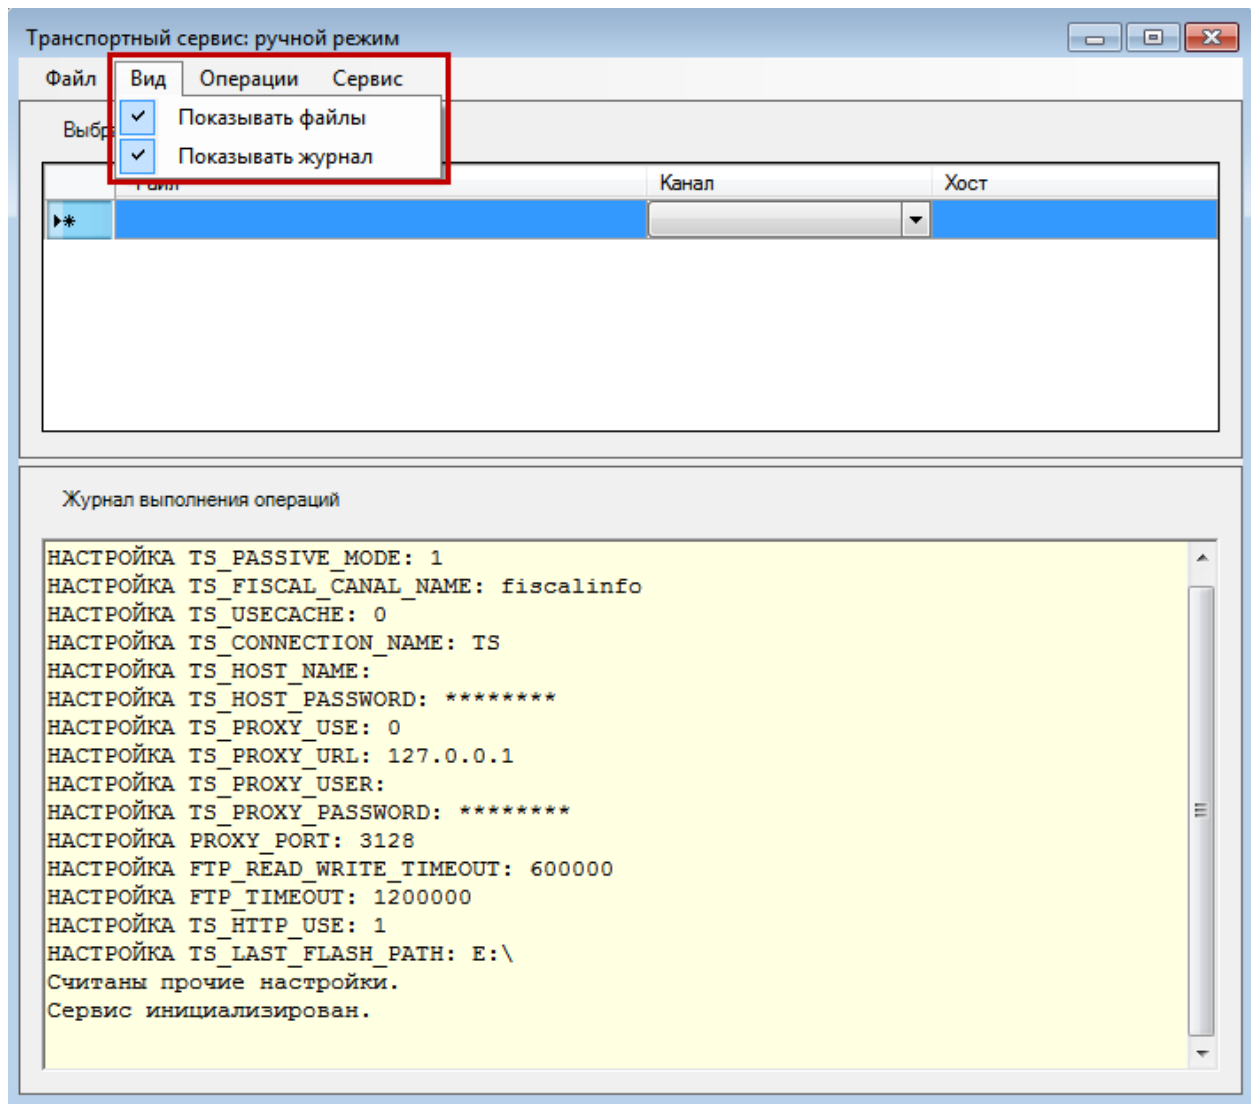 Транспортный сервис: ручной режим
Файл Вид Операции Сервис
Показывать файлы
Показывать журнал
Канал Хост
Журнал выполнения операций
НАСТРОЙКА TS_PASSIVE_MODE: 1
НАСТРОЙКА TS_FISCAL_CANAL_NAME: fiscalinfo
НАСТРОЙКА TS_USECACHE: 0
НАСТРОЙКА TS_CONNECTION_NAME: TS
НАСТРОЙКА TS_HOST_NAME:
НАСТРОЙКА TS_HOST_PASSWORD: ********
НАСТРОЙКА TS_PROXY_USE: 0
НАСТРОЙКА TS_PROXY_URL: 127.0.0.1
НАСТРОЙКА TS_PROXY_USER:
НАСТРОЙКА TS_PROXY_PASSWORD: ********
НАСТРОЙКА PROXY_PORT: 3128
НАСТРОЙКА FTP_READ_WRITE_TIMEOUT: 600000
НАСТРОЙКА FTP_TIMEOUT: 1200000
НАСТРОЙКА TS_HTTP_USE: 1
НАСТРОЙКА TS_LAST_FLASH_PATH: E:\
Считаны прочие настройки.
Сервис инициализирован.